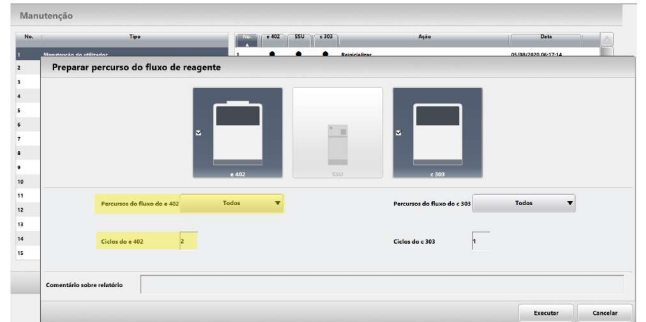 Manutenção
No. Tipo No. e 402 SSU c 303 Ação Data
1 Manutenção do utilizador 1 Reinicializar 05/08/2020 06:17:14
2 Preparar percurso do fluxo de reagente
3
4
5
6
7
8
9
e 402 SSU c 303
10
11
Percursos do fluxo do e 402 Todos Percursos do fluxo do c 303 Todos
12
13
14 Ciclos do e 402 2 Ciclos do c 303 1
15
Comentário sobre relatório
Executar Cancelar